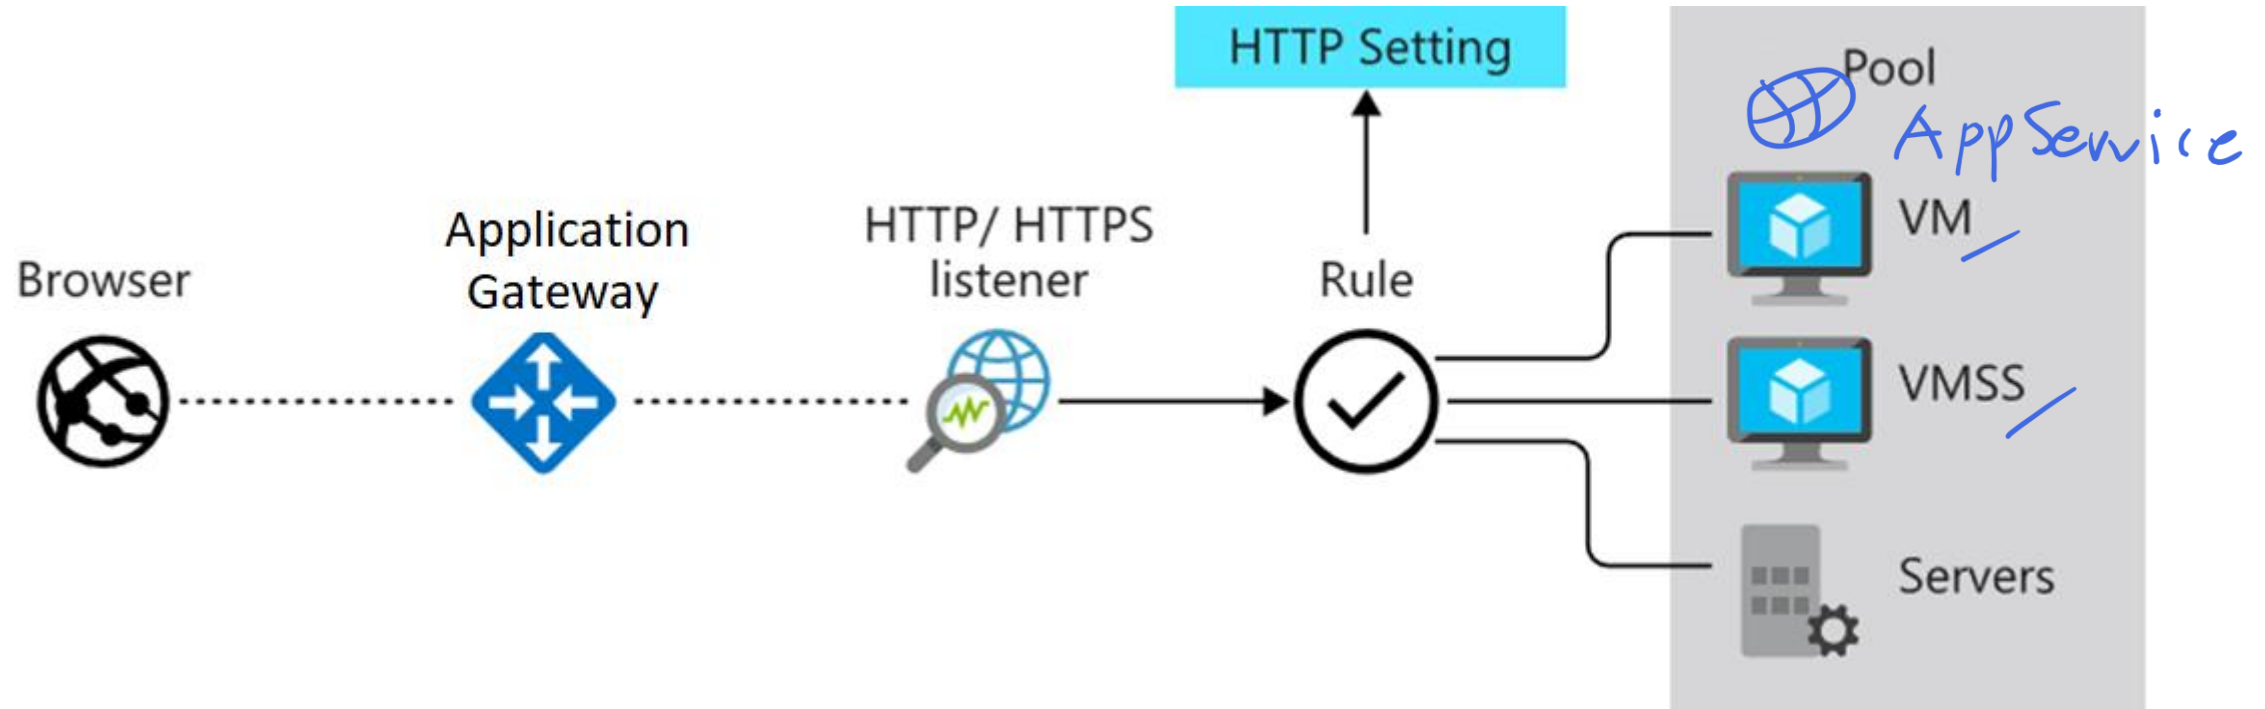 Browser
Application
Gateway
HTTP/ HTTPS
listener
HTTP Setting
Rule
Pool
AppService
VM
VMSS
Servers